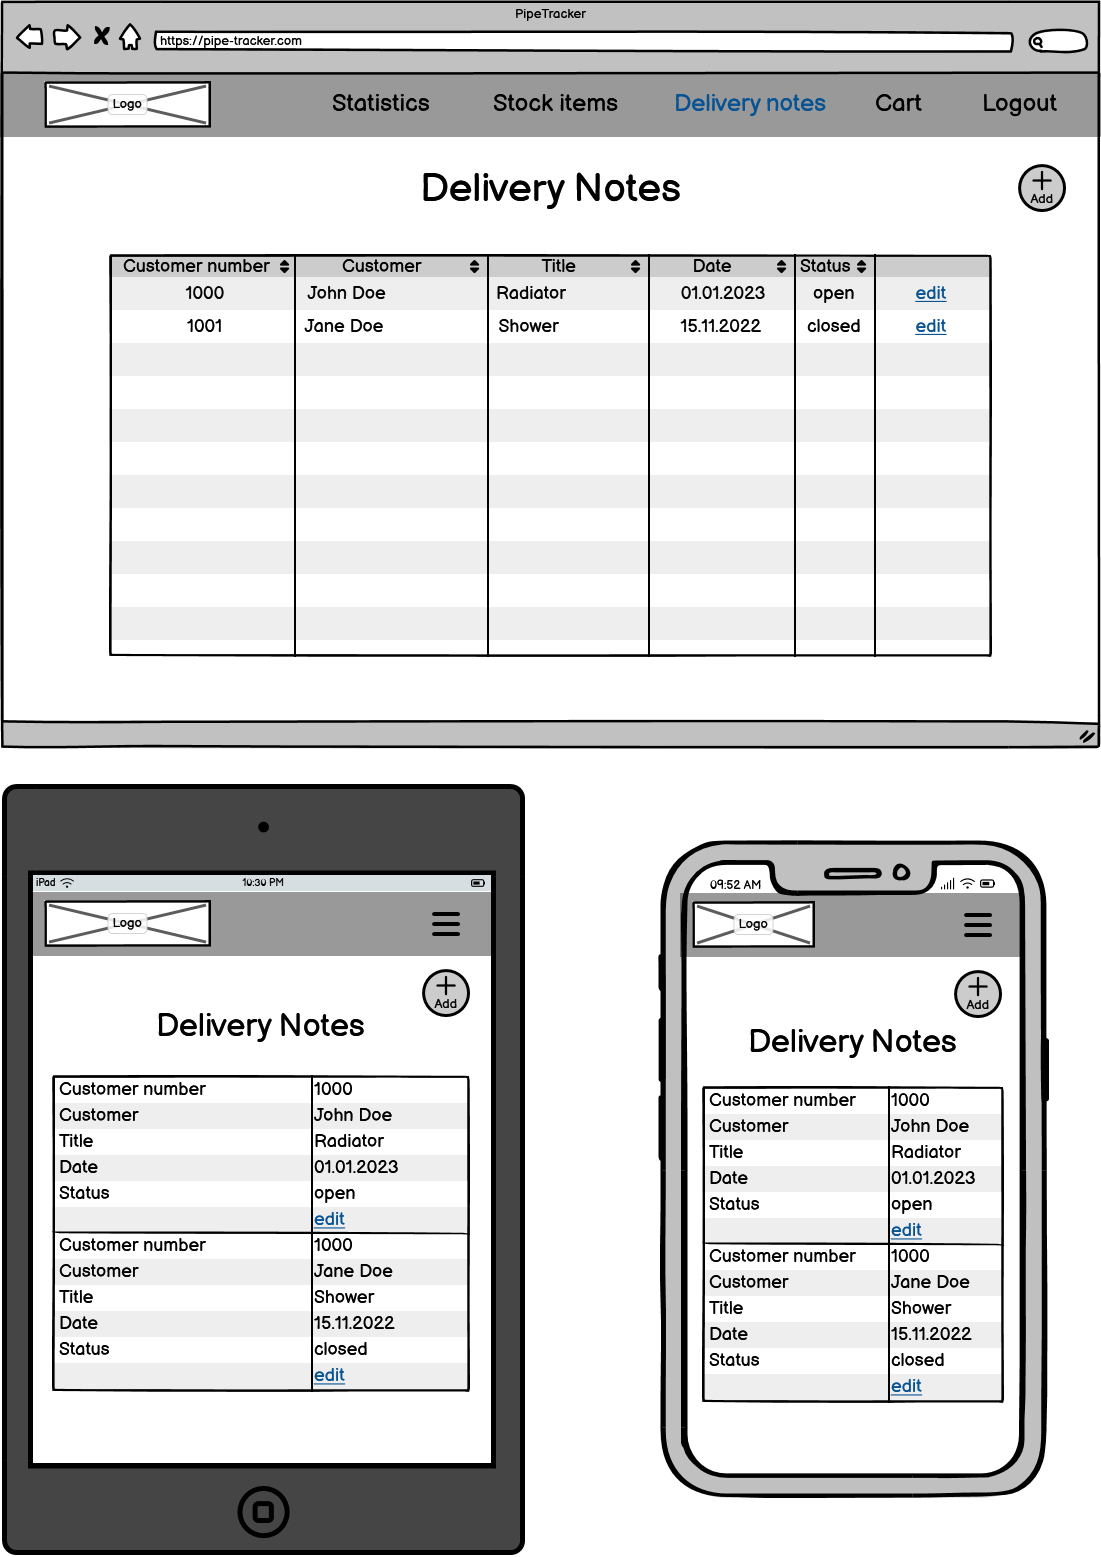 PipeTracker
https://pipe-tracker.com
Logo Statistics Stock items Delivery notes Cart Logout
Delivery Notes
Add
Customer number Customer Title Date Status
1000 John Doe Radiator 01.01.2023 open edit
1001 Jane Doe Shower 15.11.2022 closed edit
iPad 10:30 PM
Logo
Add
Delivery Notes
Customer number 1000
Customer John Doe
Title Radiator
Date 01.01.2023
Status open
edit
Customer number 1000
Customer Jane Doe
Title Shower
Date 15.11.2022
Status closed
edit
09:52 AM
Logo
Add
Delivery Notes
Customer number 1000
Customer John Doe
Title Radiator
Date 01.01.2023
Status open
edit
Customer number 1000
Customer Jane Doe
Title Shower
Date 15.11.2022
Status closed
edit